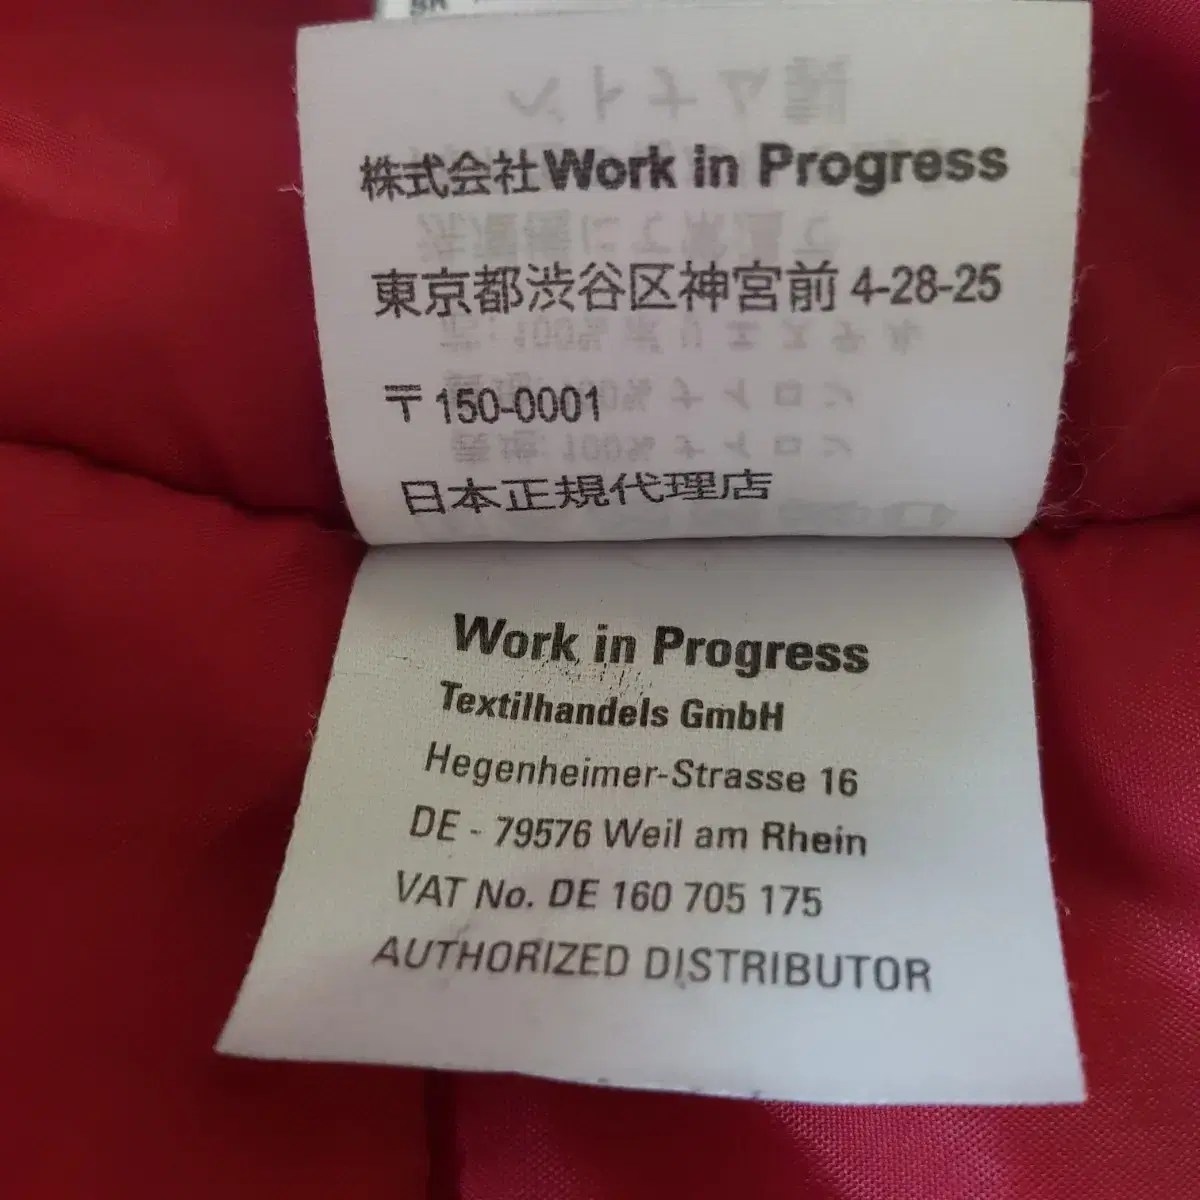 株式会社Work in Progress
東京都渋谷区神宮前 4-28-25
〒150-0001
日本正規代理店
Work in Progress
Textilhandels GmbH
Hegenheimer-Strasse 16
DE - 79576 Weil am Rhein
VAT No. DE 160 705 175
AUTHORIZED DISTRIBUTOR